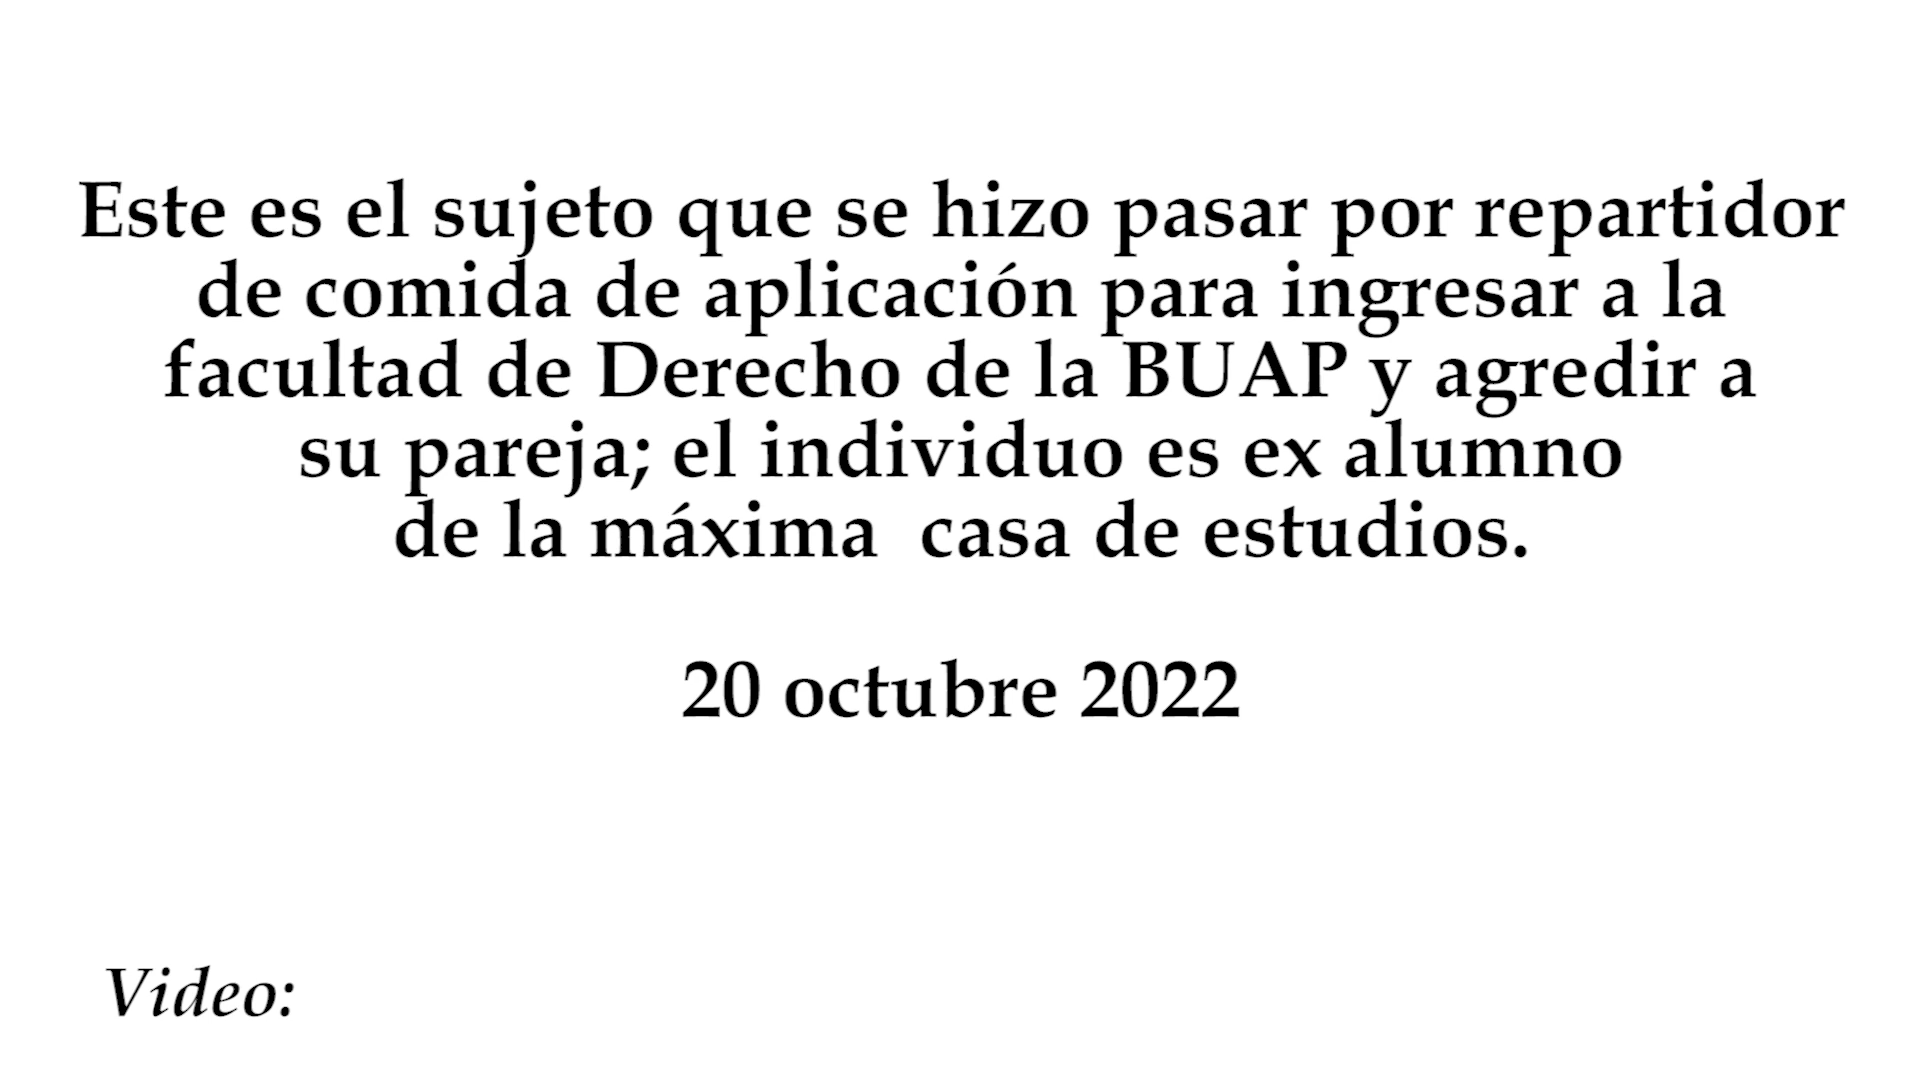 Este es el sujeto que se hizo pasar por repartidor
de comida de aplicación para ingresar a la
facultad de Derecho de la BUAP y agredir a
su pareja; el individuo es ex alumno
de la máxima  casa de estudios.
20 octubre 2022
Video: